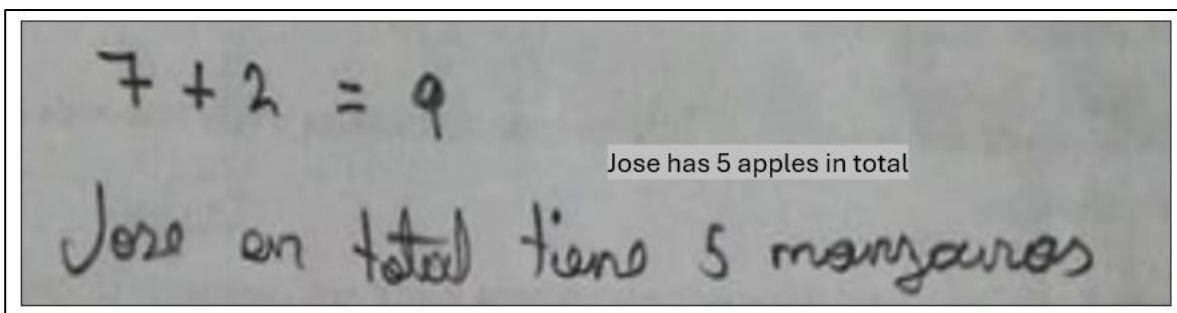 7 + 2 = 9
Jose has 5 apples in total
Jose en total tiene 5 manzanas